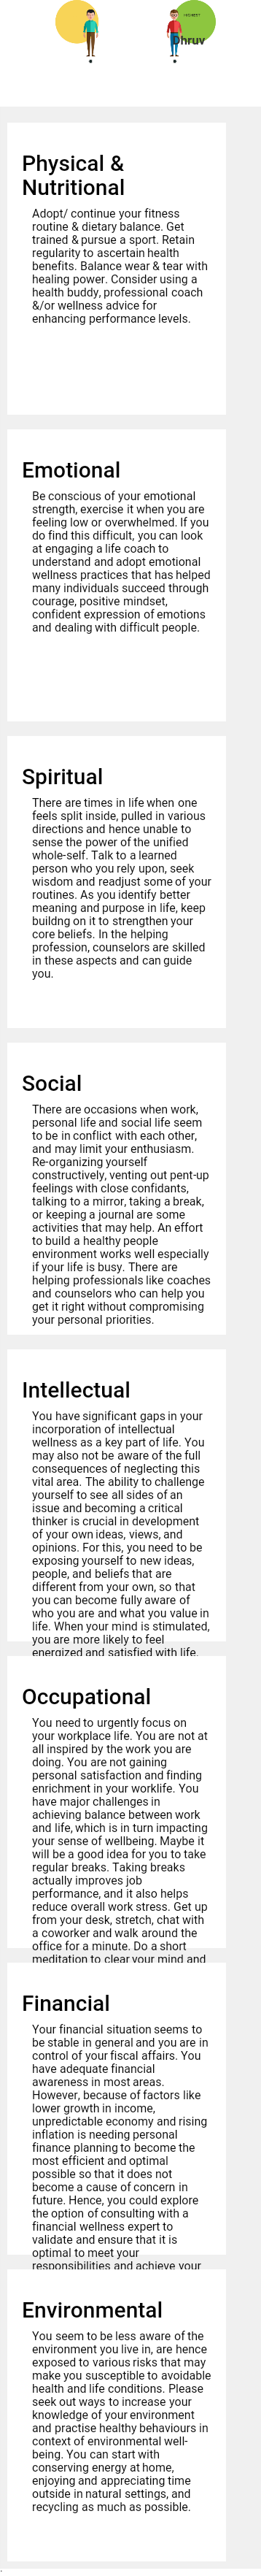 Dhruv
Physical &
Nutritional
Adopt/ continue your fitness
routine & dietary balance. Get
trained & pursue a sport. Retain
regularity to ascertain health
benefits. Balance wear & tear with
healing power. Consider using a
health buddy, professional coach
&/or wellness advice for
enhancing performance levels.
Emotional
Be conscious of your emotional
strength, exercise it when you are
feeling low or overwhelmed. If you
do find this difficult, you can look
at engaging a life coach to
understand and adopt emotional
wellness practices that has helped
many individuals succeed through
courage, positive mindset,
confident expression of emotions
and dealing with difficult people.
Spiritual
There are times in life when one
feels split inside, pulled in various
directions and hence unable to
sense the power of the unified
whole-self. Talk to a learned
person who you rely upon, seek
wisdom and readjust some of your
routines. As you identify better
meaning and purpose in life, keep
buildng on it to strengthen your
core beliefs. In the helping
profession, counselors are skilled
in these aspects and can guide
you.
Social
There are occasions when work,
personal life and social life seem
to be in conflict with each other,
and may limit your enthusiasm.
Re-organizing yourself
constructively, venting out pent-up
feelings with close confidants,
talking to a mirror, taking a break,
or keeping a journal are some
activities that may help. An effort
to build a healthy people
environment works well especially
if your life is busy. There are
helping professionals like coaches
and counselors who can help you
get it right without compromising
your personal priorities.
Intellectual
You have significant gaps in your
incorporation of intellectual
wellness as a key part of life. You
may also not be aware of the full
consequences of neglecting this
vital area. The ability to challenge
yourself to see all sides of an
issue and becoming a critical
thinker is crucial in development
of your own ideas, views, and
opinions. For this, you need to be
exposing yourself to new ideas,
people, and beliefs that are
different from your own, so that
you can become fully aware of
who you are and what you value in
life. When your mind is stimulated,
you are more likely to feel
energized and satisfied with life.
Occupational
You need to urgently focus on
your workplace life. You are not at
all inspired by the work you are
doing. You are not gaining
personal satisfaction and finding
enrichment in your worklife. You
have major challenges in
achieving balance between work
and life, which is in turn impacting
your sense of wellbeing. Maybe it
will be a good idea for you to take
regular breaks. Taking breaks
actually improves job
performance, and it also helps
reduce overall work stress. Get up
from your desk, stretch, chat with
a coworker and walk around the
office for a minute. Do a short
meditation to clear your mind and
Financial
Your financial situation seems to
be stable in general and you are in
control of your fiscal affairs. You
have adequate financial
awareness in most areas.
However, because of factors like
lower growth in income,
unpredictable economy and rising
inflation is needing personal
finance planning to become the
most efficient and optimal
possible so that it does not
become a cause of concern in
future. Hence, you could explore
the option of consulting with a
financial wellness expert to
validate and ensure that it is
optimal to meet your
responsibilities and achieve your
Environmental
You seem to be less aware of the
environment you live in, are hence
exposed to various risks that may
make you susceptible to avoidable
health and life conditions. Please
seek out ways to increase your
knowledge of your environment
and practise healthy behaviours in
context of environmental well-
being. You can start with
conserving energy at home,
enjoying and appreciating time
outside in natural settings, and
recycling as much as possible.